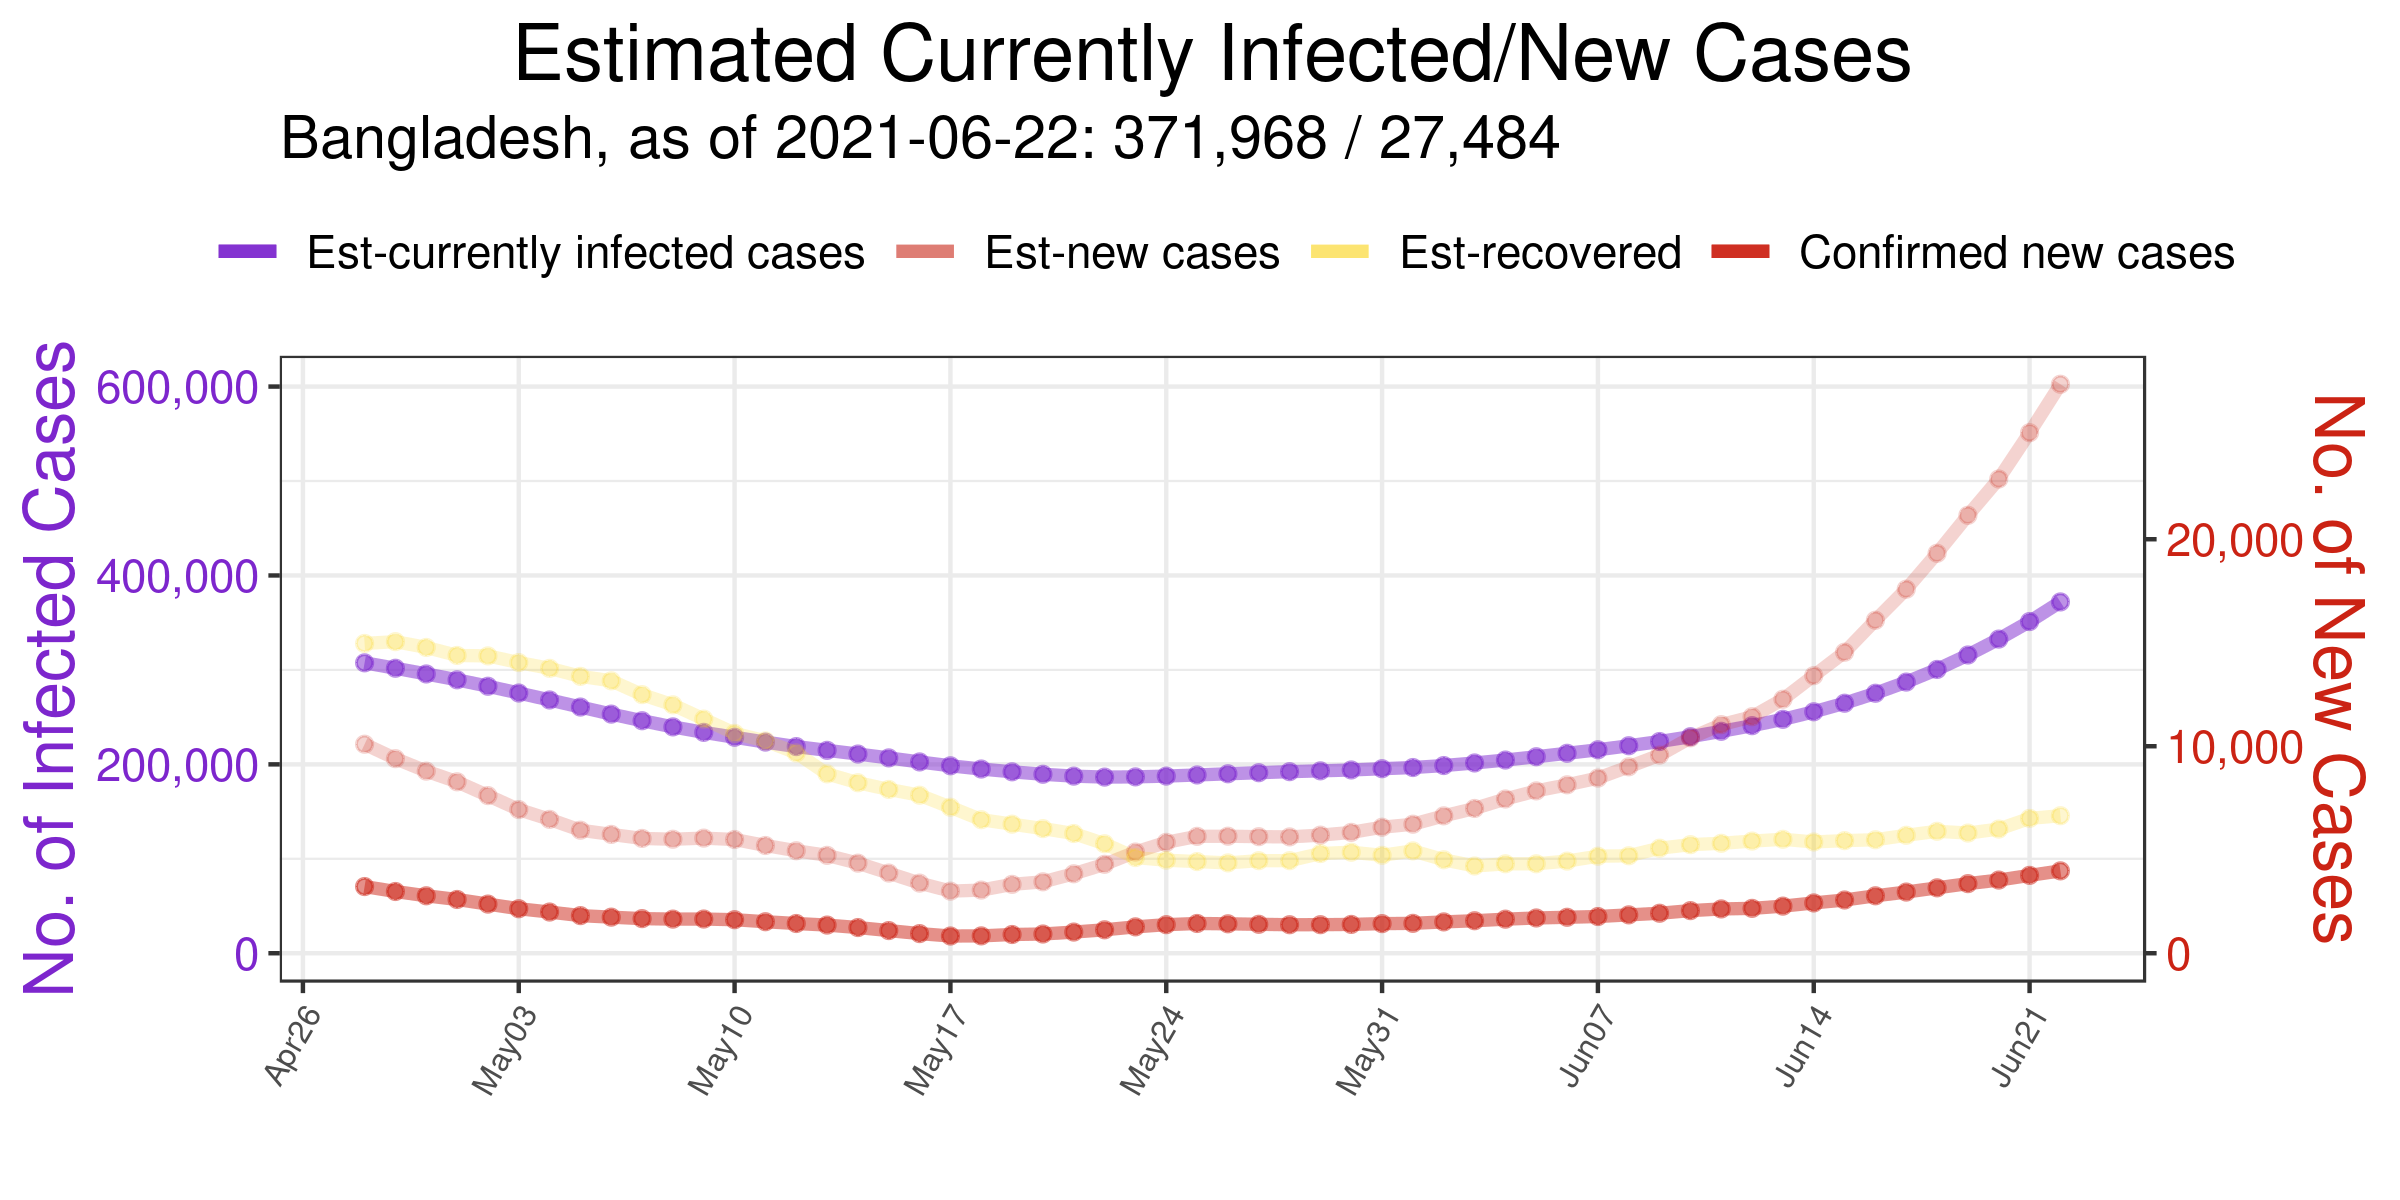 Estimated Currently Infected/New Cases
Bangladesh, as of 2021-06-22: 371,968 / 27,484
Est-currently infected cases Est-new cases Est-recovered Confirmed new cases
No. of Infected Cases
600,000
400,000
200,000
0
20,000
10,000
0
No. of New Cases
Apr26 May03 May10 May17 May24 May31 Jun07 Jun14 Jun21